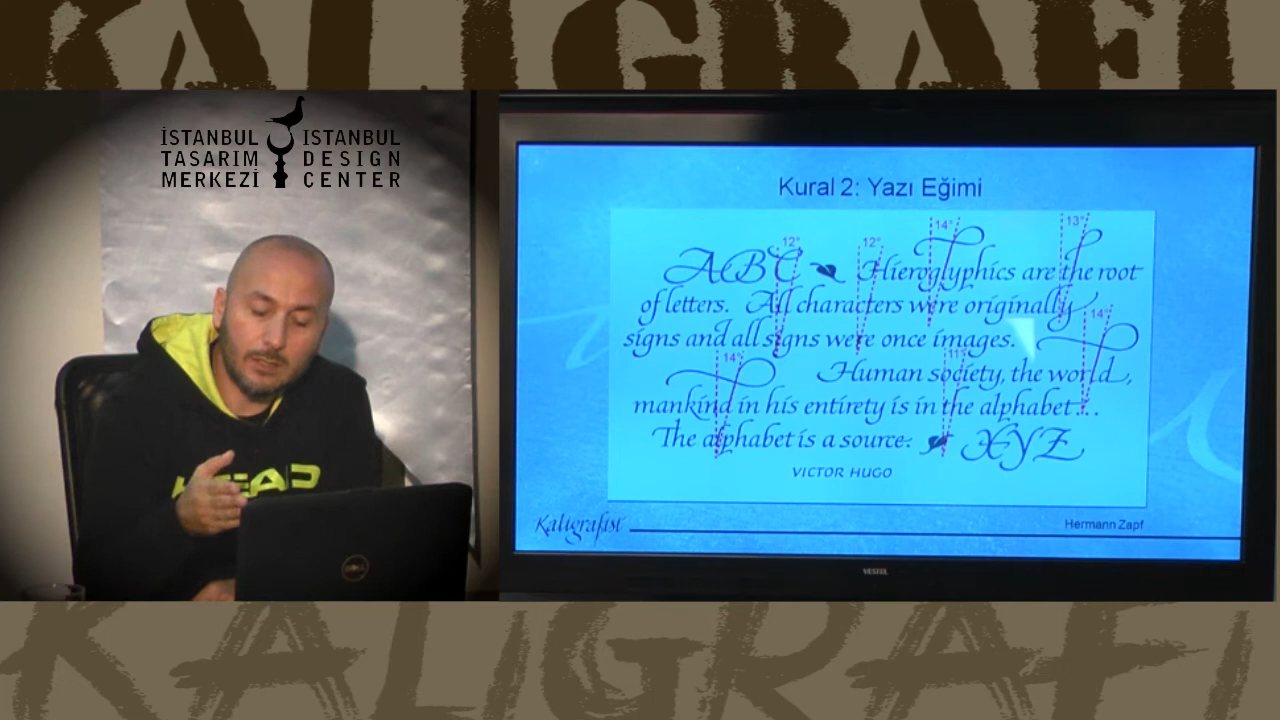 KALIGRAFI
İSTANBUL
TASARIM
MERKEZİ
ISTANBUL
DESIGN
CENTER
HEAD
DELL
Kural 2: Yazı Eğimi
12° 12° 14° 13°
ABC Hieroglyphics are the root
of letters. All characters were originally
signs and all signs were once images.
14°
14° 11°
Human society, the world,
mankind in his entirety is in the alphabet...
The alphabet is a source. XYZ
VICTOR HUGO
Kaligrafist
Hermann Zapf
VESTEL
KALIGRAFI